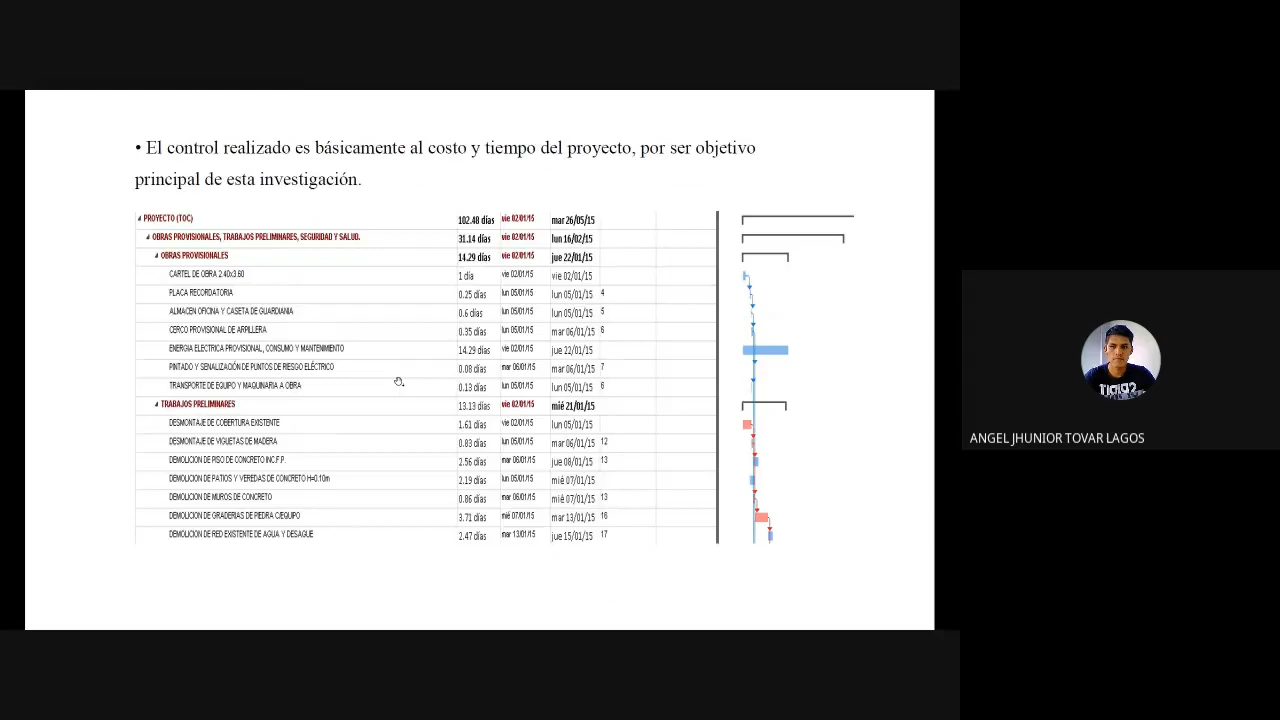 • El control realizado es básicamente al costo y tiempo del proyecto, por ser objetivo
principal de esta investigación.
PROYECTO (TOC) 102.48 días vie 02/01/15 mar 26/05/15
OBRAS PROVISIONALES, TRABAJOS PRELIMINARES, SEGURIDAD Y SALUD. 31.14 días vie 02/01/15 lun 16/02/15
OBRAS PROVISIONALES 14.29 días vie 02/01/15 jue 22/01/15
CARTEL DE OBRA 2.40x3.60 1 día vie 02/01/15 vie 02/01/15
PLACA RECORDATORIA 0.25 días lun 05/01/15 lun 05/01/15 4
ALMACEN OFICINA Y CASETA DE GUARDIANIA 0.6 días lun 05/01/15 lun 05/01/15 5
CERCO PROVISIONAL DE ARPILLERA 0.35 días lun 05/01/15 mar 06/01/15 6
ENERGIA ELECTRICA PROVISIONAL, CONSUMO Y MANTENIMIENTO 14.29 días vie 02/01/15 jue 22/01/15
PINTADO Y SENALIZACIÓN DE PUNTOS DE RIESGO ELÉCTRICO 0.08 días mar 06/01/15 mar 06/01/15 7
TRANSPORTE DE EQUIPO Y MAQUINARIA A OBRA 0.13 días lun 05/01/15 lun 05/01/15 6
TRABAJOS PRELIMINARES 13.13 días vie 02/01/15 mié 21/01/15
DESMONTAJE DE COBERTURA EXISTENTE 1.61 días vie 02/01/15 lun 05/01/15
DESMONTAJE DE VIGUETAS DE MADERA 0.83 días lun 05/01/15 mar 06/01/15 12
DEMOLICION DE PISO DE CONCRETO INC.F.P. 2.56 días mar 06/01/15 jue 08/01/15 13
DEMOLICION DE PATIOS Y VEREDAS DE CONCRETO H=0.10m 2.19 días lun 05/01/15 mié 07/01/15
DEMOLICION DE MUROS DE CONCRETO 0.86 días mar 06/01/15 mié 07/01/15 13
DEMOLICION DE GRADERIAS DE PIEDRA C/EQUIPO 3.71 días mié 07/01/15 mar 13/01/15 16
DEMOLICION DE RED EXISTENTE DE AGUA Y DESAGUE 2.47 días mar 13/01/15 jue 15/01/15 17
ANGEL JHUNIOR TOVAR LAGOS